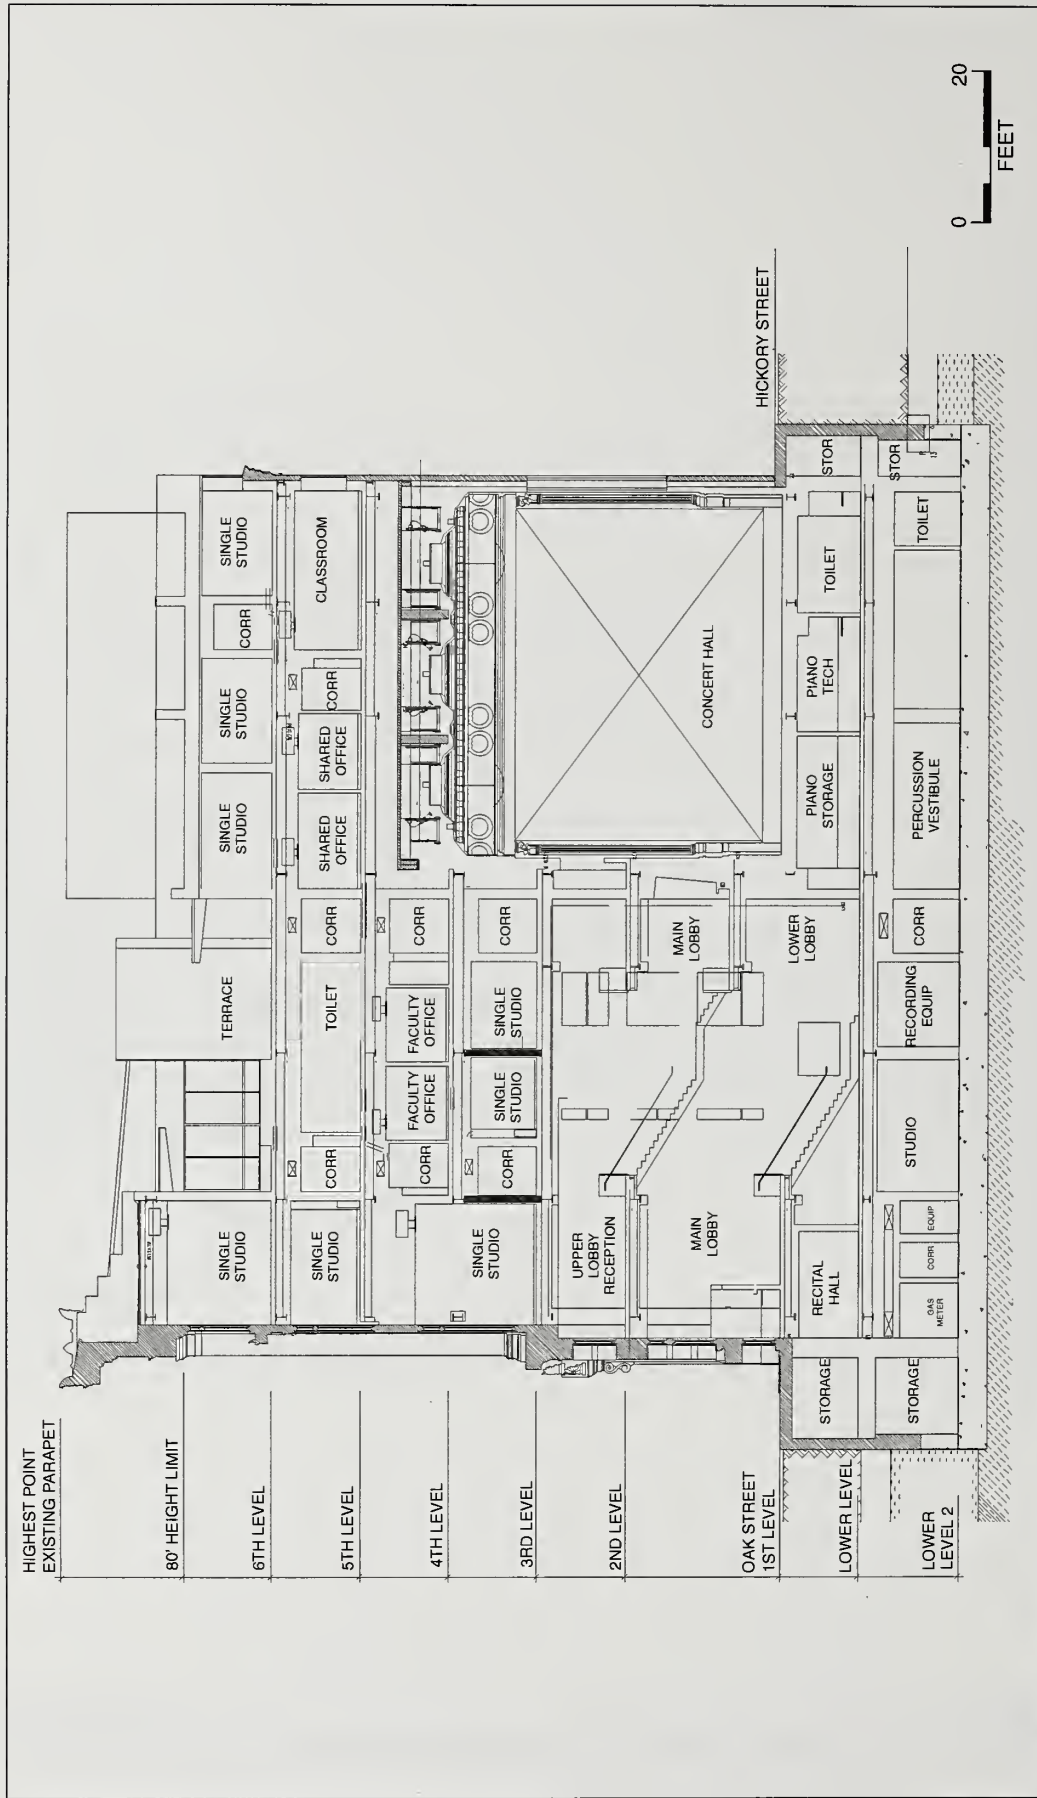 HIGHEST POINT
EXISTING PARAPET
80' HEIGHT LIMIT
6TH LEVEL
5TH LEVEL
4TH LEVEL
3RD LEVEL
2ND LEVEL
OAK STREET
1ST LEVEL
LOWER LEVEL
LOWER
LEVEL 2
SINGLE
STUDIO
TERRACE
SINGLE
STUDIO
SINGLE
STUDIO
CORR
SINGLE
STUDIO
SINGLE
STUDIO
CORR
TOILET
CORR
SHARED
OFFICE
SHARED
OFFICE
CORR
CLASSROOM
CORR
FACULTY
OFFICE
FACULTY
OFFICE
CORR
SINGLE
STUDIO
CORR
SINGLE
STUDIO
SINGLE
STUDIO
CORR
UPPER
LOBBY
RECEPTION
MAIN
LOBBY
MAIN
LOBBY
LOWER
LOBBY
CONCERT HALL
HICKORY STREET
STORAGE
RECITAL
HALL
PIANO
STORAGE
PIANO
TECH
TOILET
STOR
STORAGE
GAS
METER
CORR
EQUIP
STUDIO
RECORDING
EQUIP
CORR
PERCUSSION
VESTIBULE
TOILET
STOR
0 20
FEET